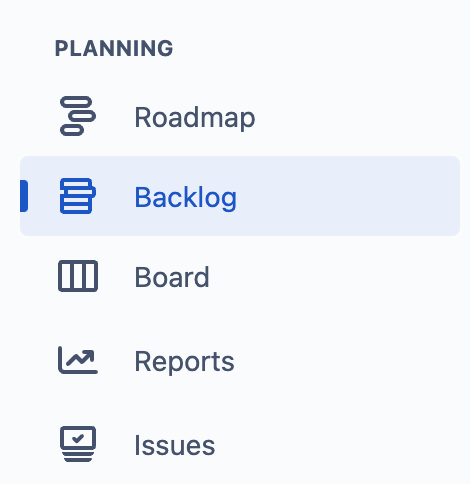 PLANNING
Roadmap
Backlog
Board
Reports
Issues